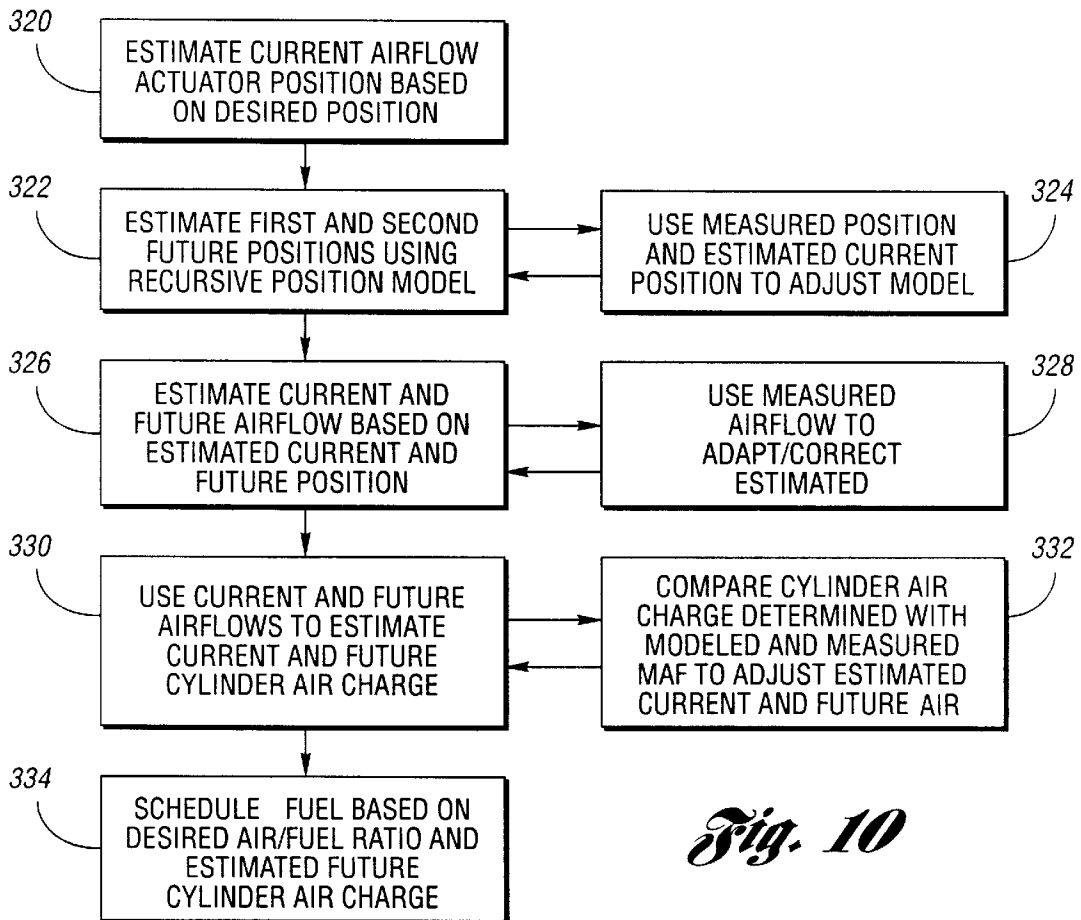 320
ESTIMATE CURRENT AIRFLOW
ACTUATOR POSITION BASED
ON DESIRED POSITION
322
ESTIMATE FIRST AND SECOND
FUTURE POSITIONS USING
RECURSIVE POSITION MODEL
324
USE MEASURED POSITION
AND ESTIMATED CURRENT
POSITION TO ADJUST MODEL
326
ESTIMATE CURRENT AND
FUTURE AIRFLOW BASED ON
ESTIMATED CURRENT AND
FUTURE POSITION
328
USE MEASURED
AIRFLOW TO
ADAPT/CORRECT
ESTIMATED
330
USE CURRENT AND FUTURE
AIRFLOWS TO ESTIMATE
CURRENT AND FUTURE
CYLINDER AIR CHARGE
332
COMPARE CYLINDER AIR
CHARGE DETERMINED WITH
MODELED AND MEASURED
MAF TO ADJUST ESTIMATED
CURRENT AND FUTURE AIR
334
SCHEDULE FUEL BASED ON
DESIRED AIR/FUEL RATIO AND
ESTIMATED FUTURE
CYLINDER AIR CHARGE
Fig. 10